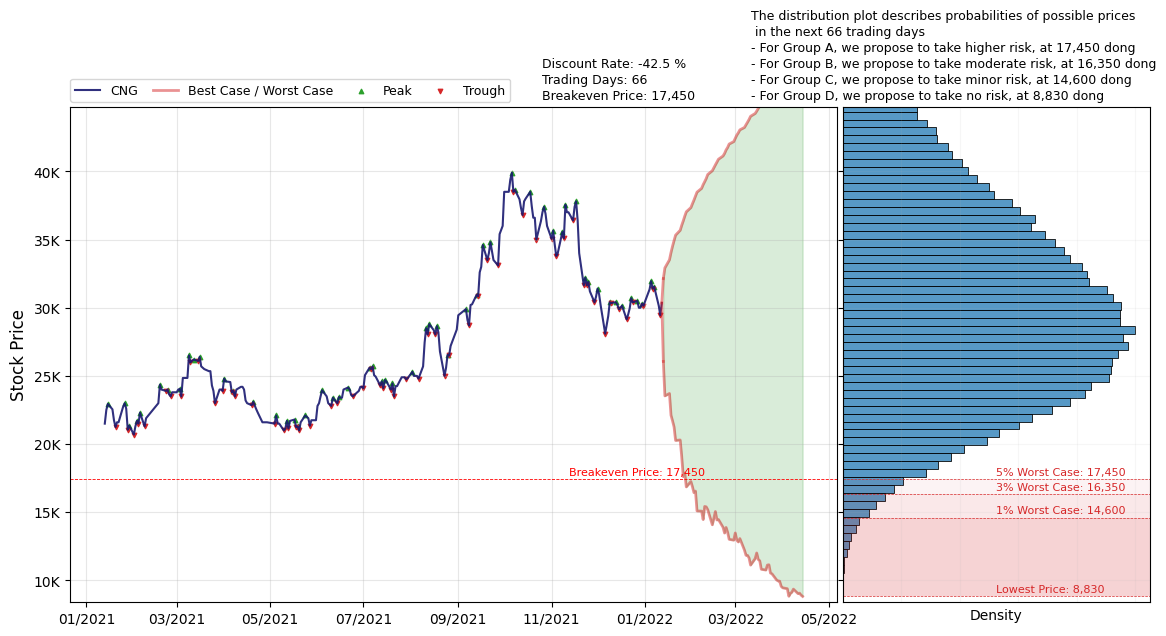 The distribution plot describes probabilities of possible prices
in the next 66 trading days
- For Group A, we propose to take higher risk, at 17,450 dong
- For Group B, we propose to take moderate risk, at 16,350 dong
- For Group C, we propose to take minor risk, at 14,600 dong
- For Group D, we propose to take no risk, at 8,830 dong
Discount Rate: -42.5 %
Trading Days: 66
Breakeven Price: 17,450
CNG
Best Case / Worst Case
Peak
Trough
Stock Price
40K
35K
30K
25K
20K
15K
10K
Breakeven Price: 17,450
5% Worst Case: 17,450
3% Worst Case: 16,350
1% Worst Case: 14,600
Lowest Price: 8,830
01/2021
03/2021
05/2021
07/2021
09/2021
11/2021
01/2022
03/2022
05/2022
Density